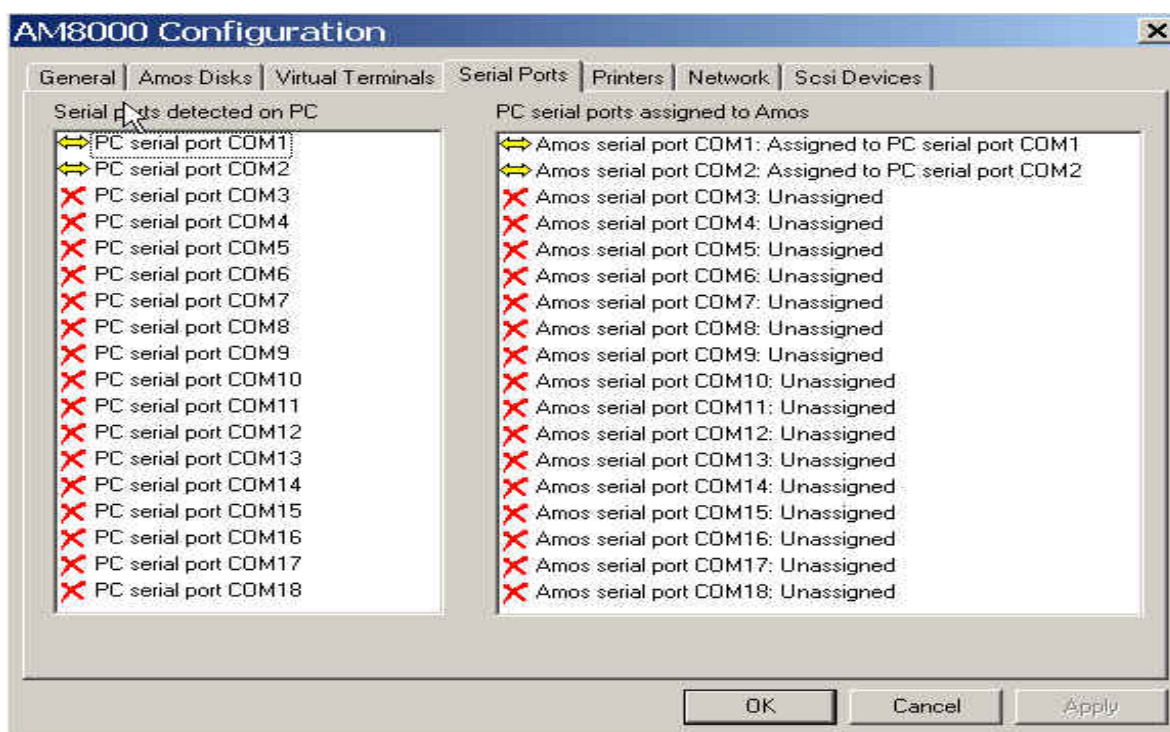 AM8000 Configuration
General
Amos Disks
Virtual Terminals
Serial Ports
Printers
Network
Scsi Devices
Serial ports detected on PC
PC serial port COM1
PC serial port COM2
PC serial port COM3
PC serial port COM4
PC serial port COM5
PC serial port COM6
PC serial port COM7
PC serial port COM8
PC serial port COM9
PC serial port COM10
PC serial port COM11
PC serial port COM12
PC serial port COM13
PC serial port COM14
PC serial port COM15
PC serial port COM16
PC serial port COM17
PC serial port COM18
PC serial ports assigned to Amos
Amos serial port COM1: Assigned to PC serial port COM1
Amos serial port COM2: Assigned to PC serial port COM2
Amos serial port COM3: Unassigned
Amos serial port COM4: Unassigned
Amos serial port COM5: Unassigned
Amos serial port COM6: Unassigned
Amos serial port COM7: Unassigned
Amos serial port COM8: Unassigned
Amos serial port COM9: Unassigned
Amos serial port COM10: Unassigned
Amos serial port COM11: Unassigned
Amos serial port COM12: Unassigned
Amos serial port COM13: Unassigned
Amos serial port COM14: Unassigned
Amos serial port COM15: Unassigned
Amos serial port COM16: Unassigned
Amos serial port COM17: Unassigned
Amos serial port COM18: Unassigned
OK
Cancel
Apply